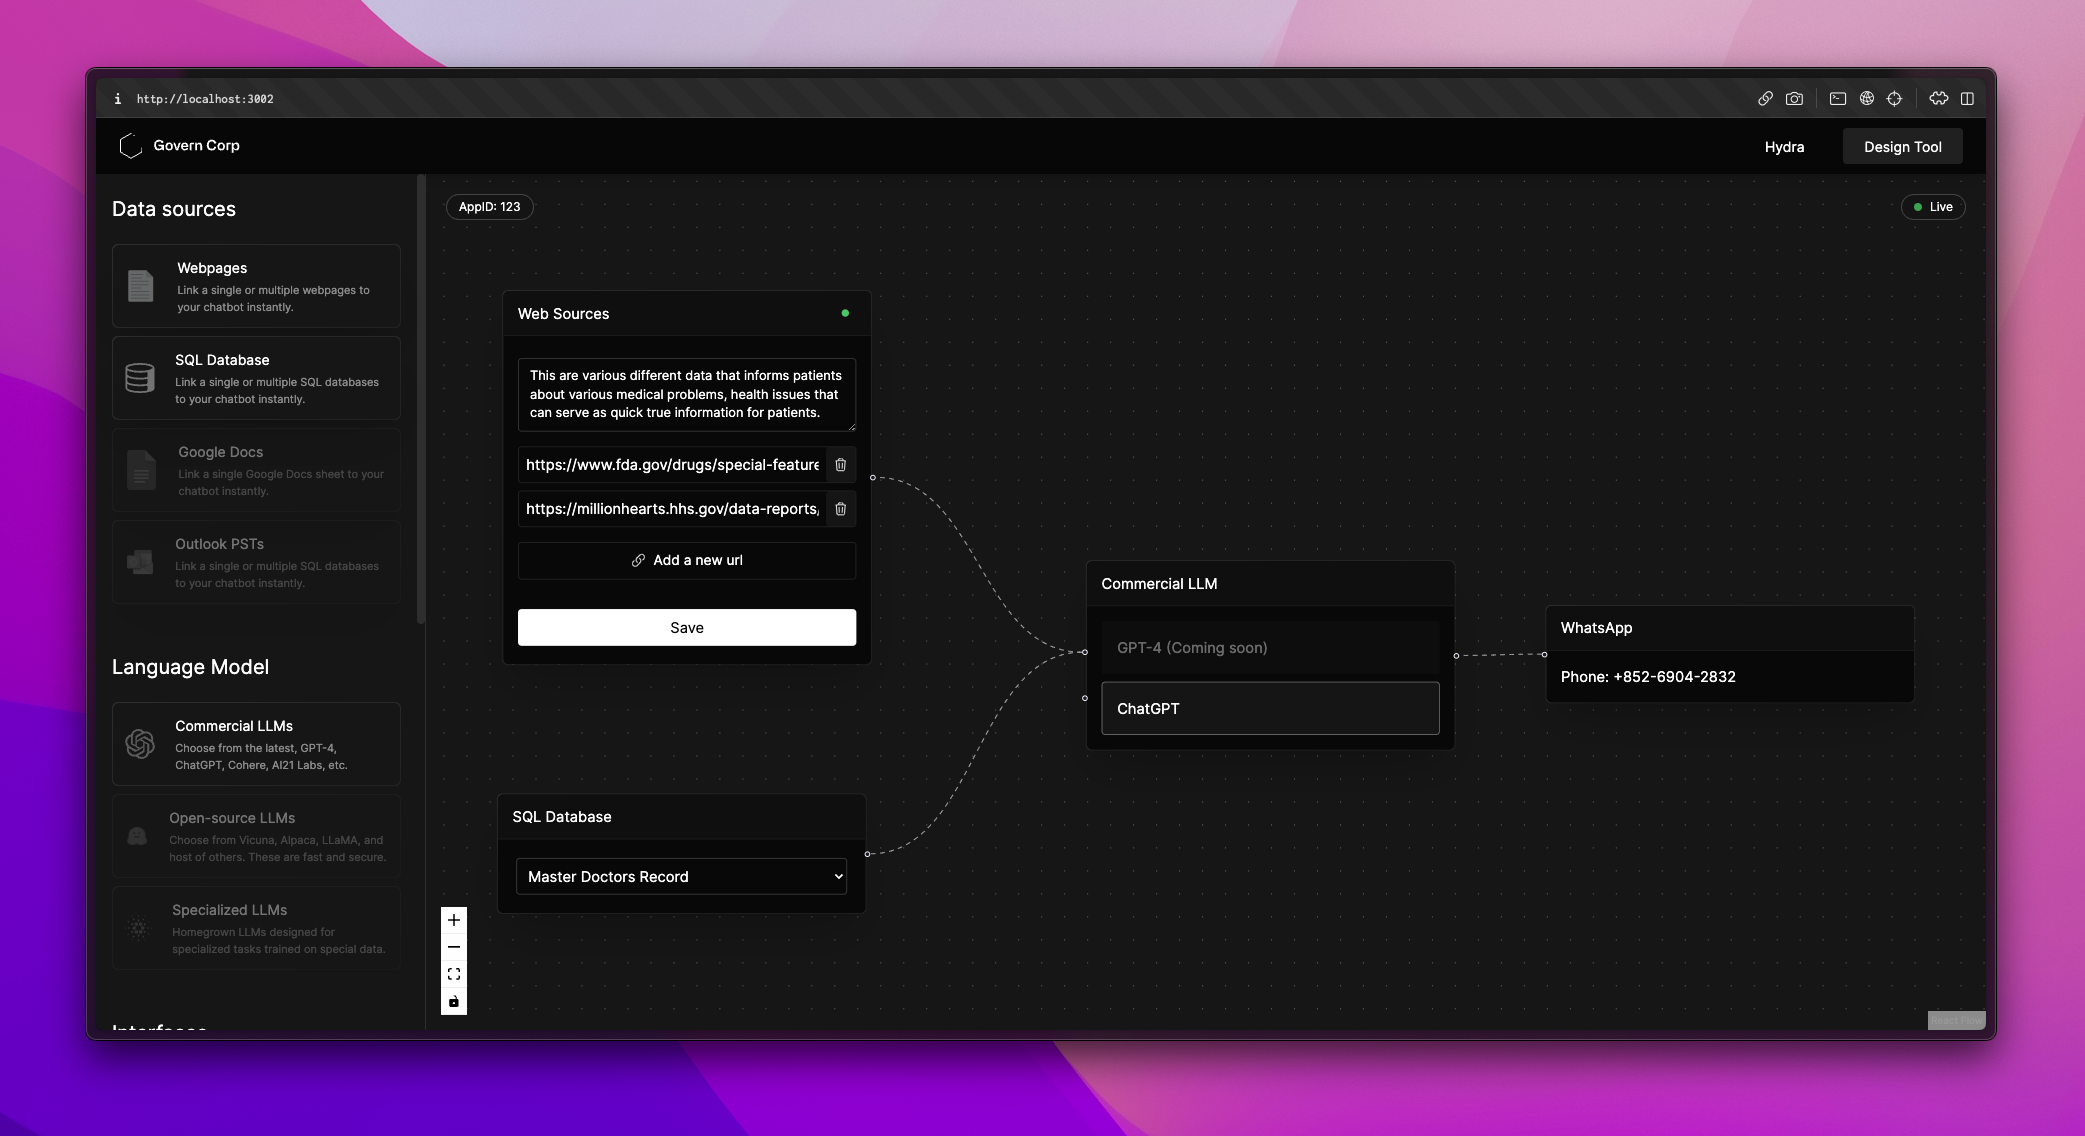 http://localhost:3002
Govern Corp
Hydra
Design Tool
Data sources
Webpages
Link a single or multiple webpages to
your chatbot instantly.
SQL Database
Link a single or multiple SQL databases
to your chatbot instantly.
Google Docs
Link a single Google Docs sheet to your
chatbot instantly.
Outlook PSTs
Link a single or multiple SQL databases
to your chatbot instantly.
Language Model
Commercial LLMs
Choose from the latest, GPT-4,
ChatGPT, Cohere, AI21 Labs, etc.
Open-source LLMs
Choose from Vicuna, Alpaca, LLaMA, and
host of others. These are fast and secure.
Specialized LLMs
Homegrown LLMs designed for
specialized tasks trained on special data.
Interfaces
AppID: 123
Live
Web Sources
This are various different data that informs patients
about various medical problems, health issues that
can serve as quick true information for patients.
https://www.fda.gov/drugs/special-feature
https://millionhearts.hhs.gov/data-reports/
Add a new url
Save
SQL Database
Master Doctors Record
Commercial LLM
GPT-4 (Coming soon)
ChatGPT
WhatsApp
Phone: +852-6904-2832
React Flow